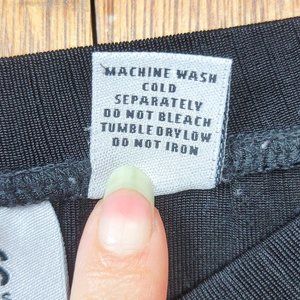 MACHINE WASH
COLD
SEPARATELY
DO NOT BLEACH
TUMBLE DRY LOW
DO NOT IRON